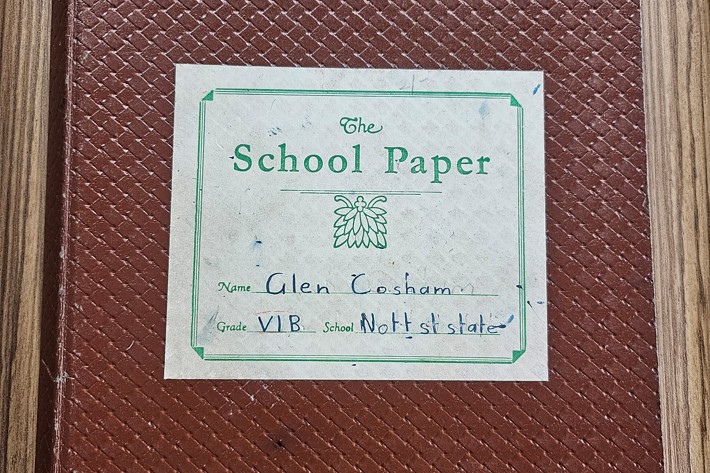 The
School Paper
Name Glen Cosham
Grade VIB School Nott st state